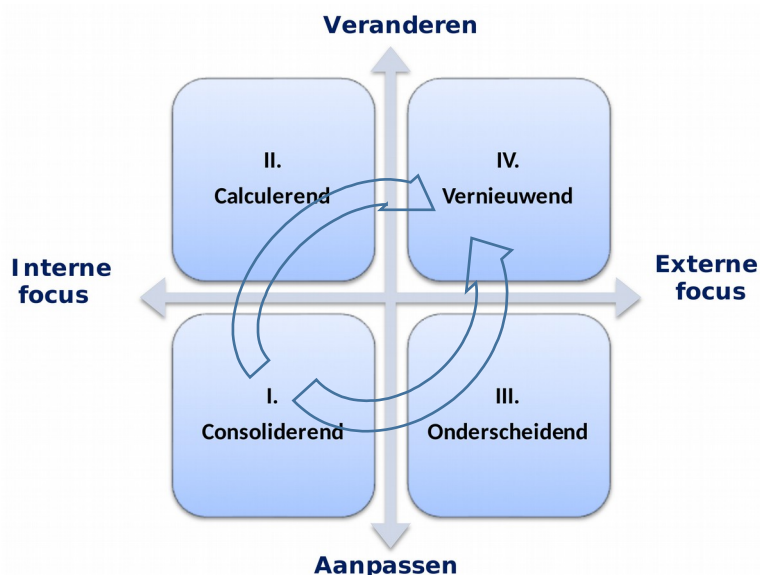 Veranderen
II.
Calculerend
IV.
Vernieuwend
Interne
focus
Externe
focus
I.
Consoliderend
III.
Onderscheidend
Aanpassen